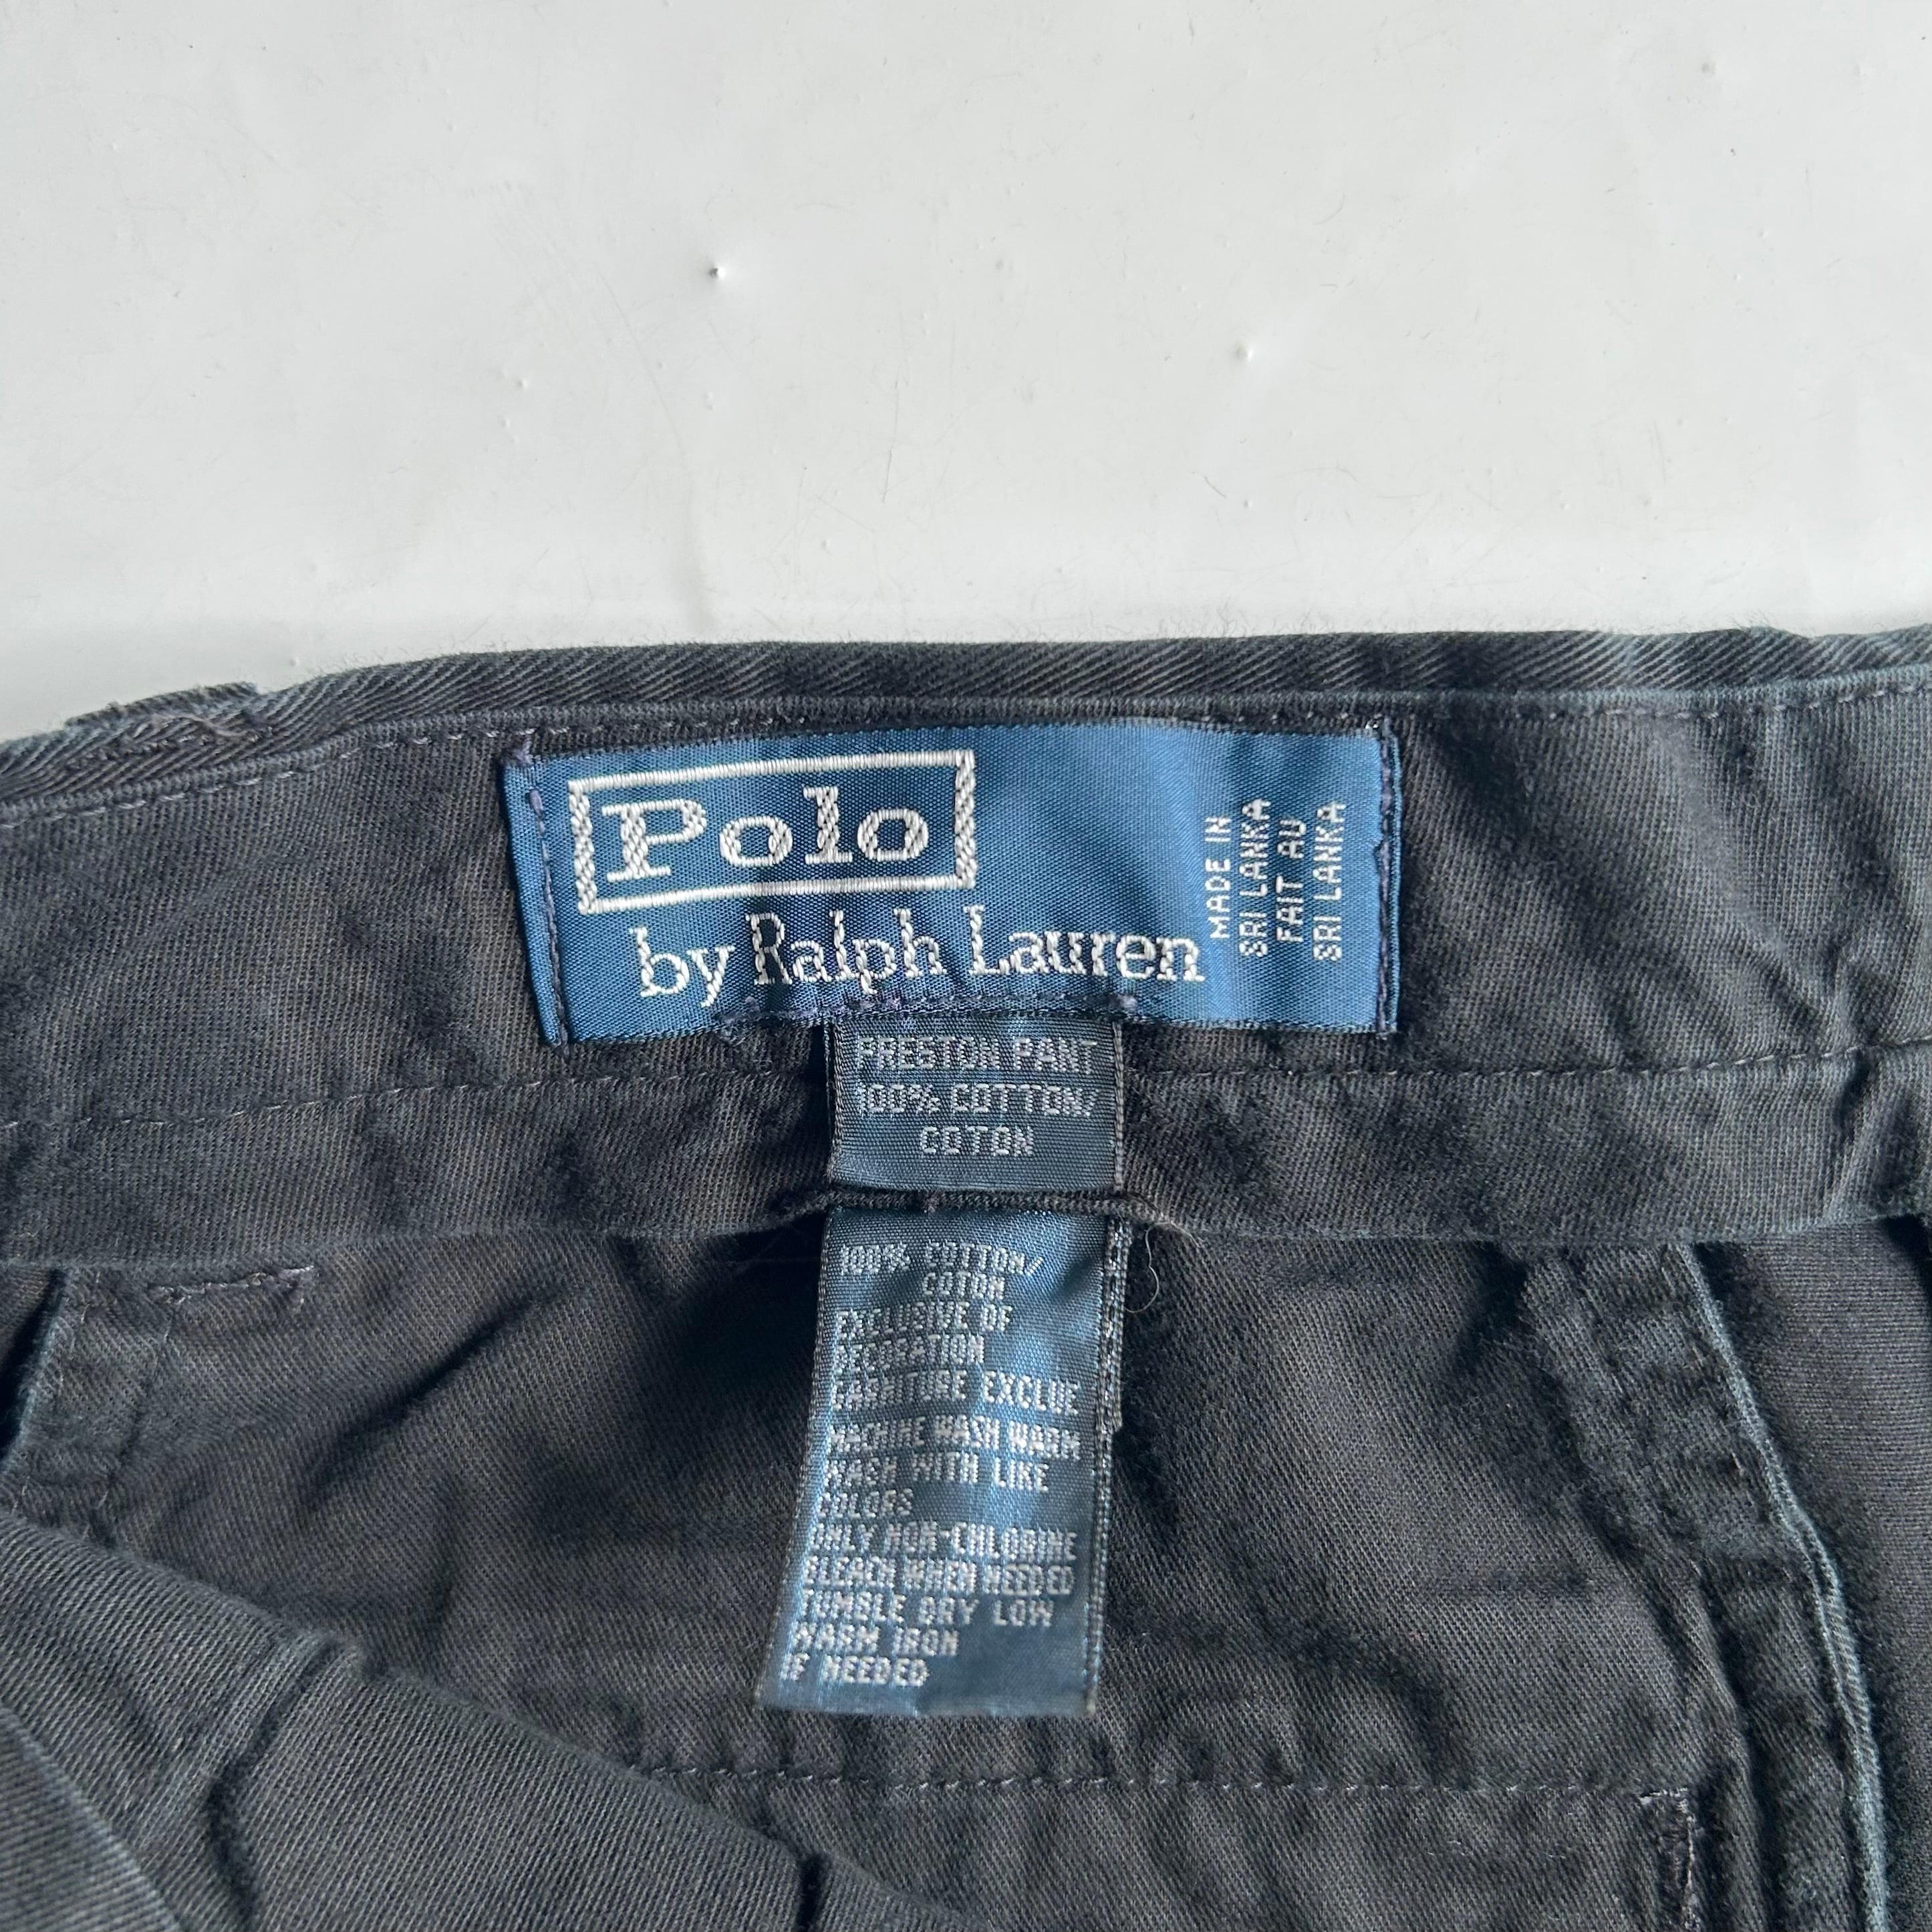 Polo
by Ralph Lauren
MADE IN
SRI LANKA
FAIT AU
SRI LANKA
PRESTON PANT
100% COTTON/
COTON
100% COTTON/
COTON
EXCLUSIVE OF
DECORATION
GARNITURE EXCLUE
MACHINE WASH WARM
WASH WITH LIKE
COLORS
ONLY NON-CHLORINE
BLEACH WHEN NEEDED
TUMBLE DRY LOW
WARM IRON
IF NEEDED